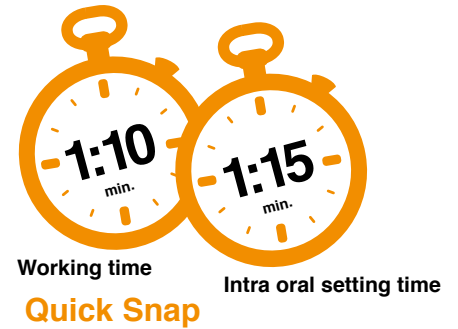 1:10
min.
1:15
min.
Working time
Intra oral setting time
Quick Snap